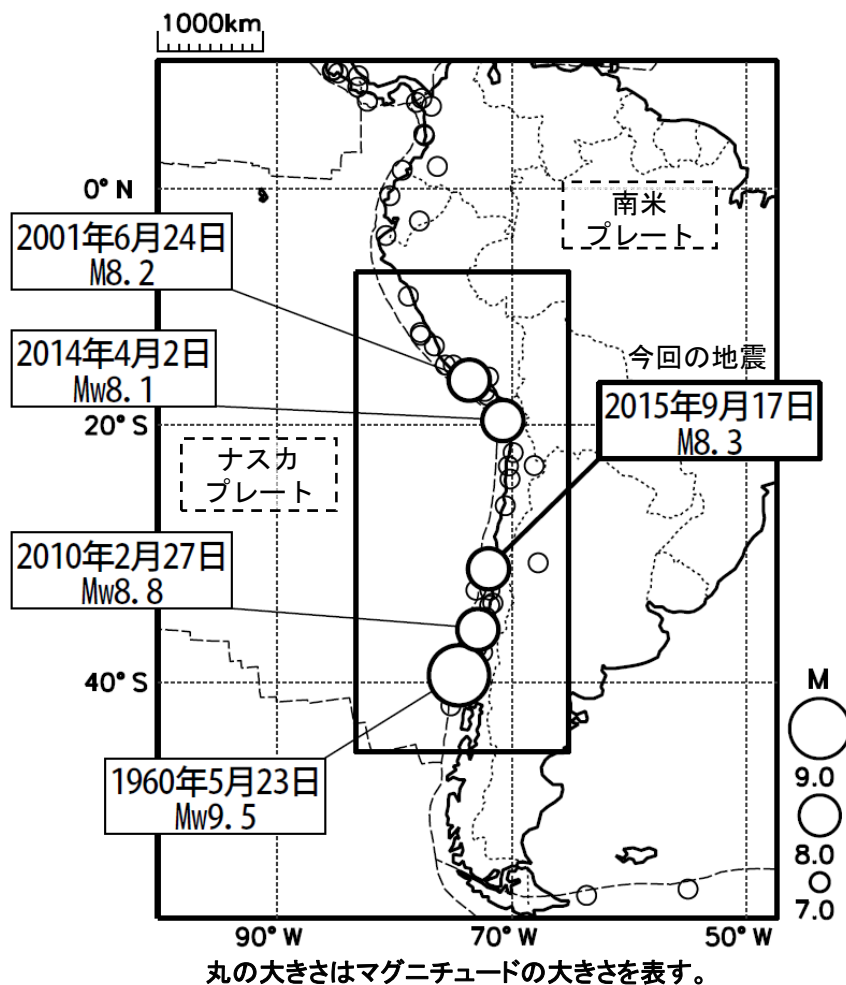 1000km
0°N
南米
プレート
2001年6月24日
M8.2
2014年4月2日
Mw8.1
今回の地震
2015年9月17日
M8.3
20°S
ナスカ
プレート
2010年2月27日
Mw8.8
40°S
1960年5月23日
Mw9.5
M
9.0
8.0
7.0
90°W
70°W
50°W
丸の大きさはマグニチュードの大きさを表す。